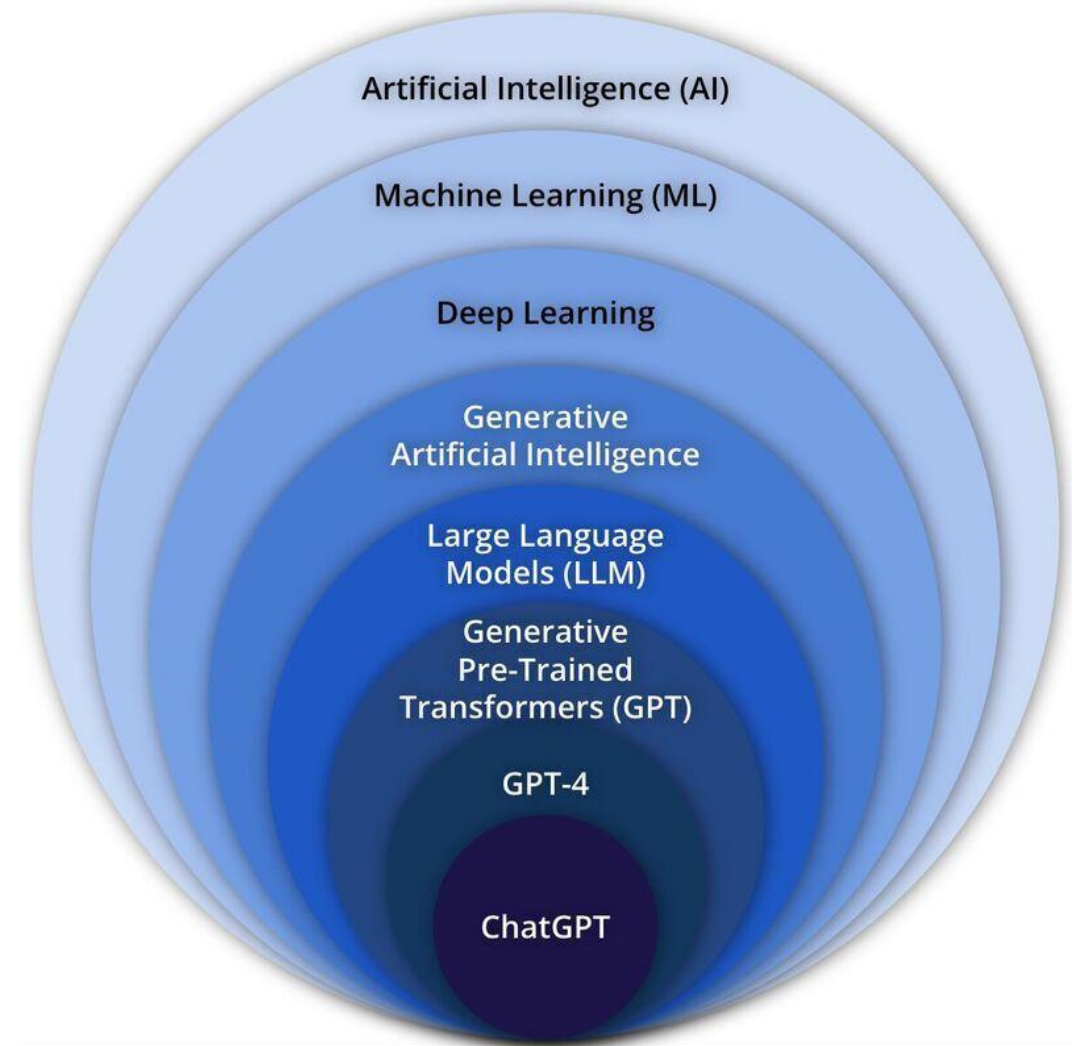 Artificial Intelligence (AI)
Machine Learning (ML)
Deep Learning
Generative
Artificial Intelligence
Large Language
Models (LLM)
Generative
Pre-Trained
Transformers (GPT)
GPT-4
ChatGPT